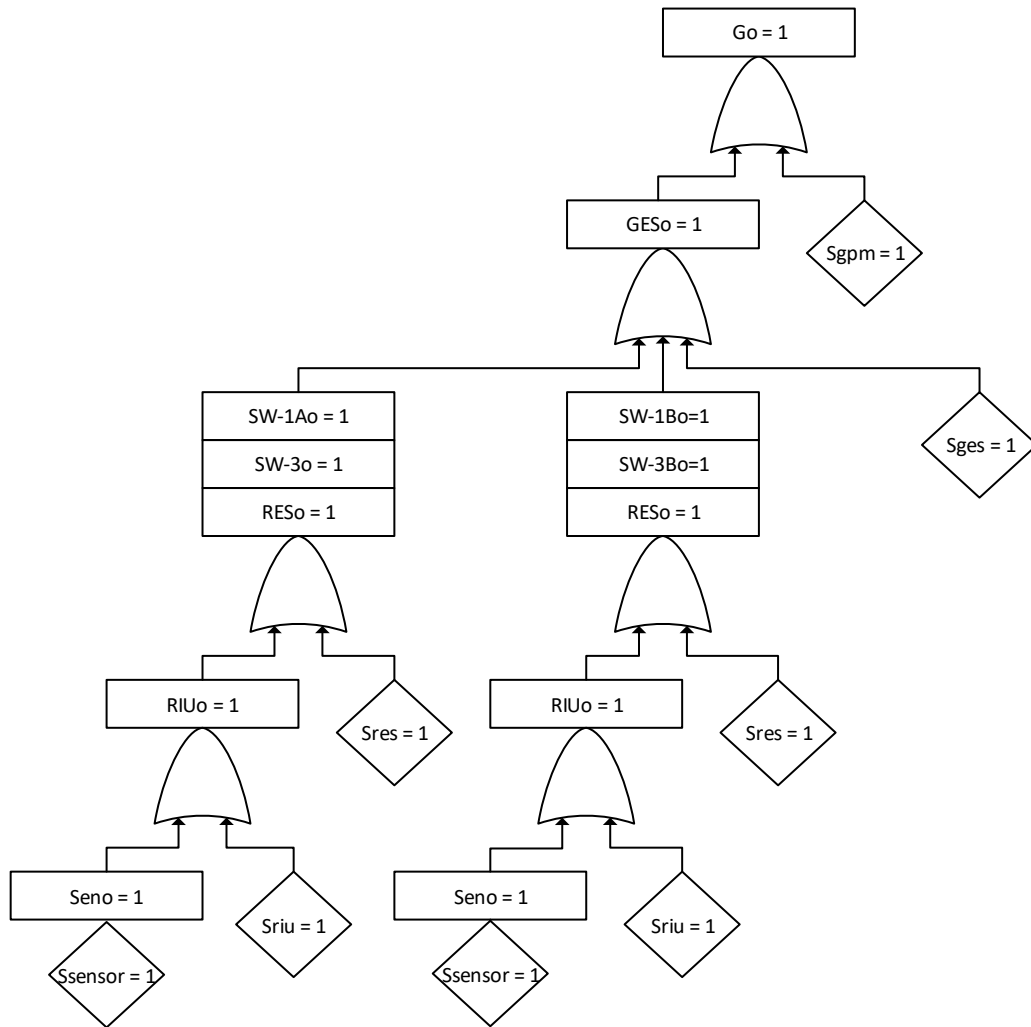 Go = 1
GESo = 1
Sgpm = 1
SW-1Ao = 1
SW-1Bo=1
Sges = 1
SW-3o = 1
SW-3Bo=1
RESo = 1
RESo = 1
RIUo = 1
Sres = 1
RIUo = 1
Sres = 1
Seno = 1
Sriu = 1
Seno = 1
Sriu = 1
Ssensor = 1
Ssensor = 1